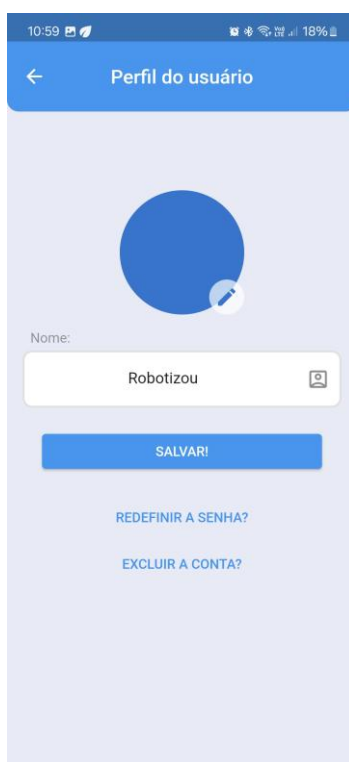 10:59 18%
Perfil do usuário
Nome:
Robotizou
SALVAR!
REDEFINIR A SENHA?
EXCLUIR A CONTA?